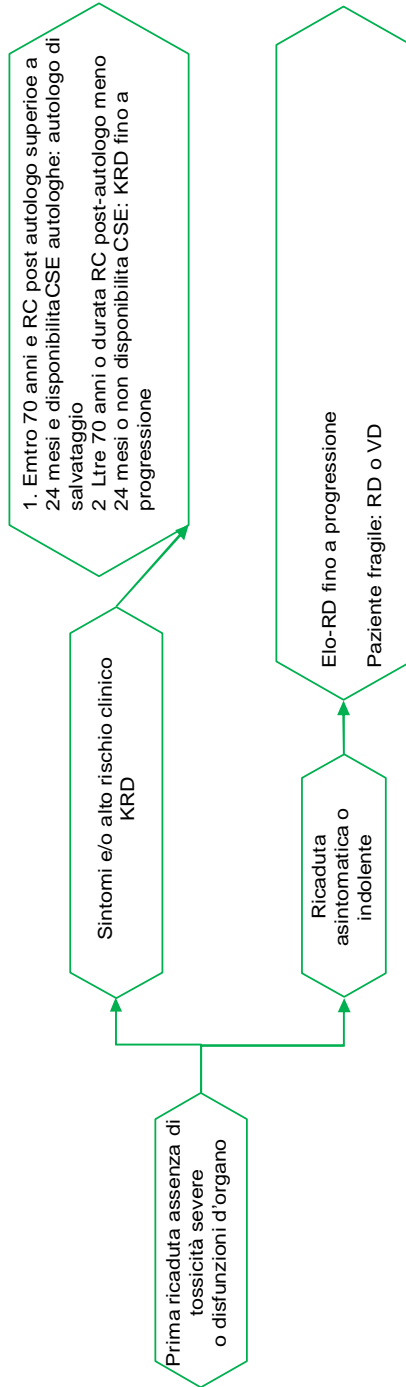 Prima ricaduta assenza di
tossicità severe
o disfunzioni d'organo
Sintomi e/o alto rischio clinico
KRD
1. Emtro 70 anni e RC post autologo superioe a
24 mesi e disponibilitaCSE autologhe: autologo di
salvataggio
2 Ltre 70 anni o durata RC post-autologo meno
24 mesi o non disponibilita CSE: KRD fino a
progressione
Ricaduta
asintomatica o
indolente
Elo-RD fino a progressione
Paziente fragile: RD o VD